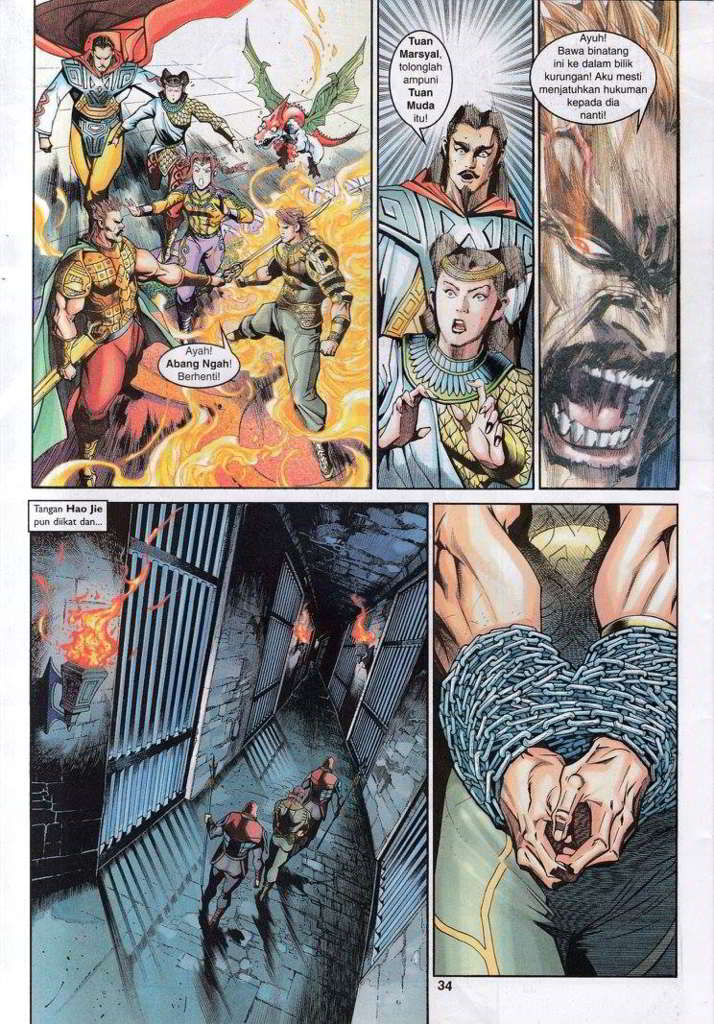 Ayah!
Abang Ngah!
Berhenti!
Tuan
Marsyal,
tolonglah
ampuni
Tuan
Muda
itu!
Ayuh!
Bawa binatang
ini ke dalam bilik
kurungan! Aku mesti
menjatuhkan hukuman
kepada dia
nanti!
Tangan Hao Jie
pun diikat dan...
34